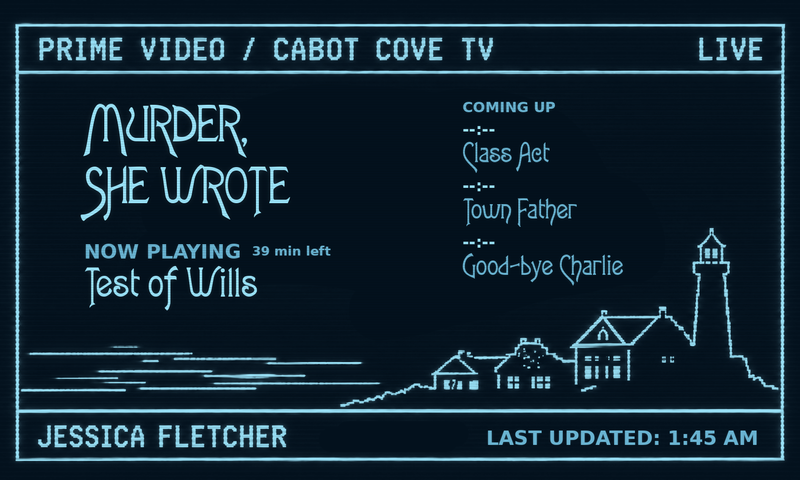 PRIME VIDEO / CABOT COVE TV
LIVE
MURDER,
SHE WROTE
NOW PLAYING 39 min left
Test of Wills
COMING UP
--:--
Class Act
--:--
Town Father
--:--
Good-bye Charlie
JESSICA FLETCHER
LAST UPDATED: 1:45 AM